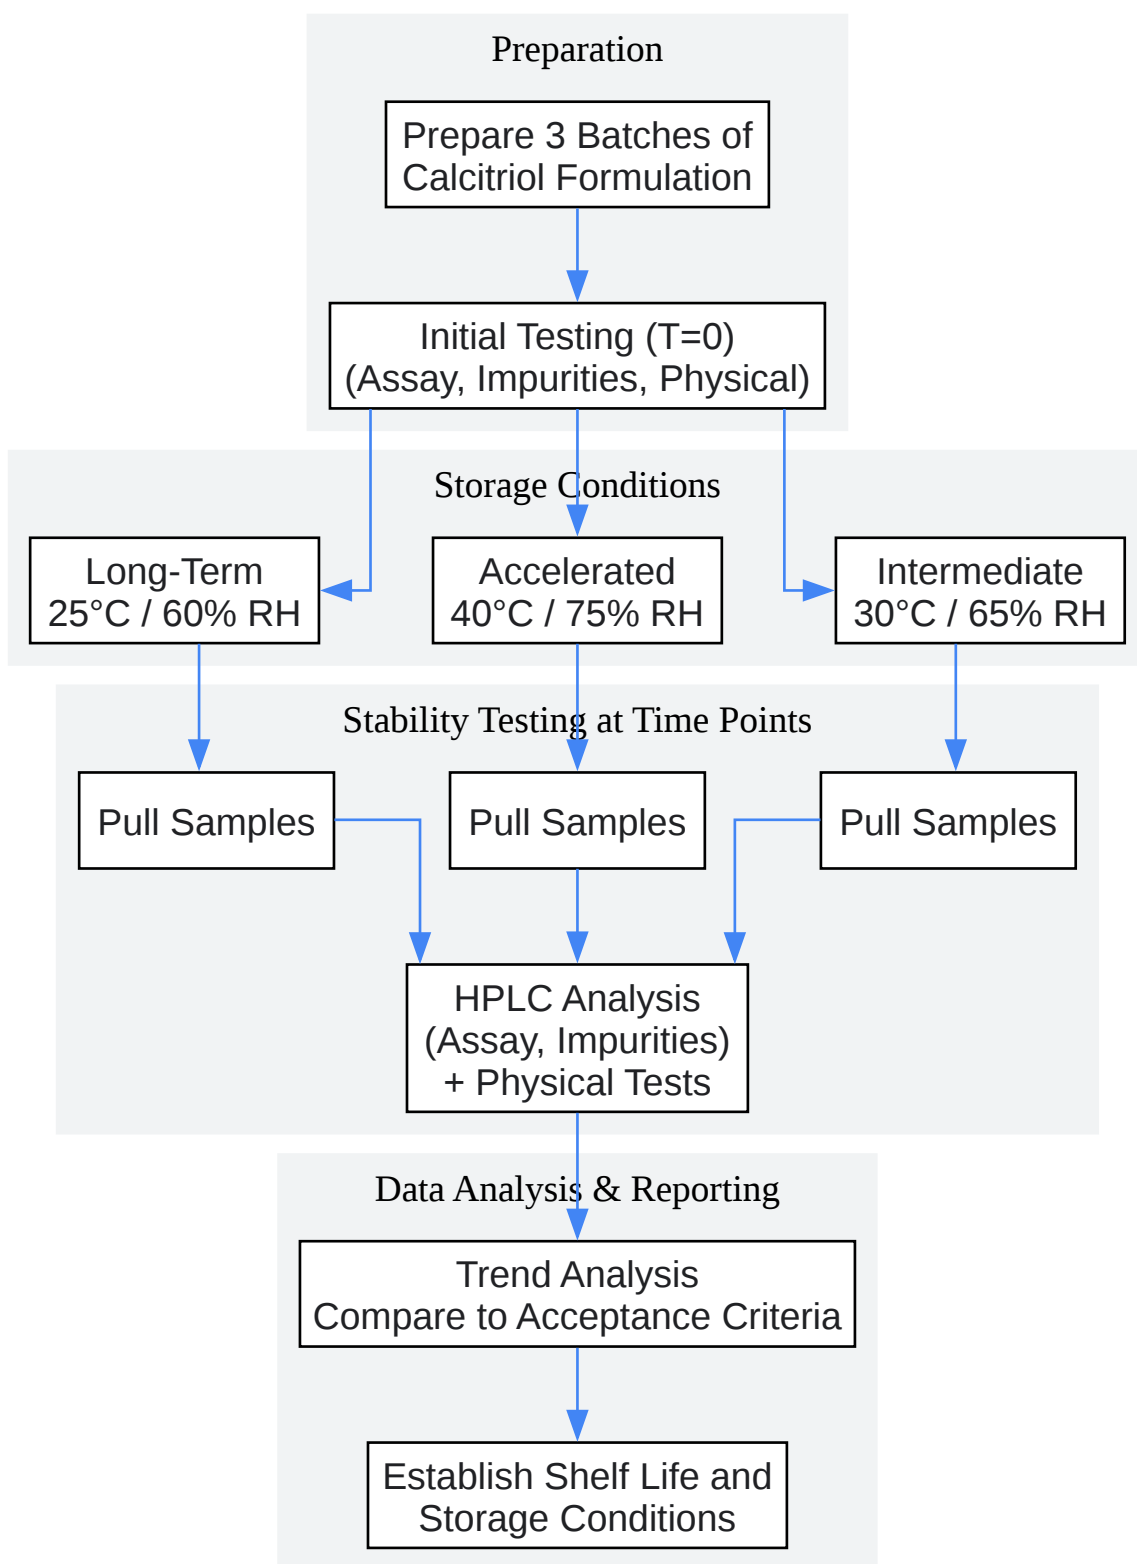 Preparation
Prepare 3 Batches of
Calcitriol Formulation
Initial Testing (T=0)
(Assay, Impurities, Physical)
Storage Conditions
Long-Term
25°C / 60% RH
Accelerated
40°C / 75% RH
Intermediate
30°C / 65% RH
Stability Testing at Time Points
Pull Samples
Pull Samples
Pull Samples
HPLC Analysis
(Assay, Impurities)
+ Physical Tests
Data Analysis & Reporting
Trend Analysis
Compare to Acceptance Criteria
Establish Shelf Life and
Storage Conditions